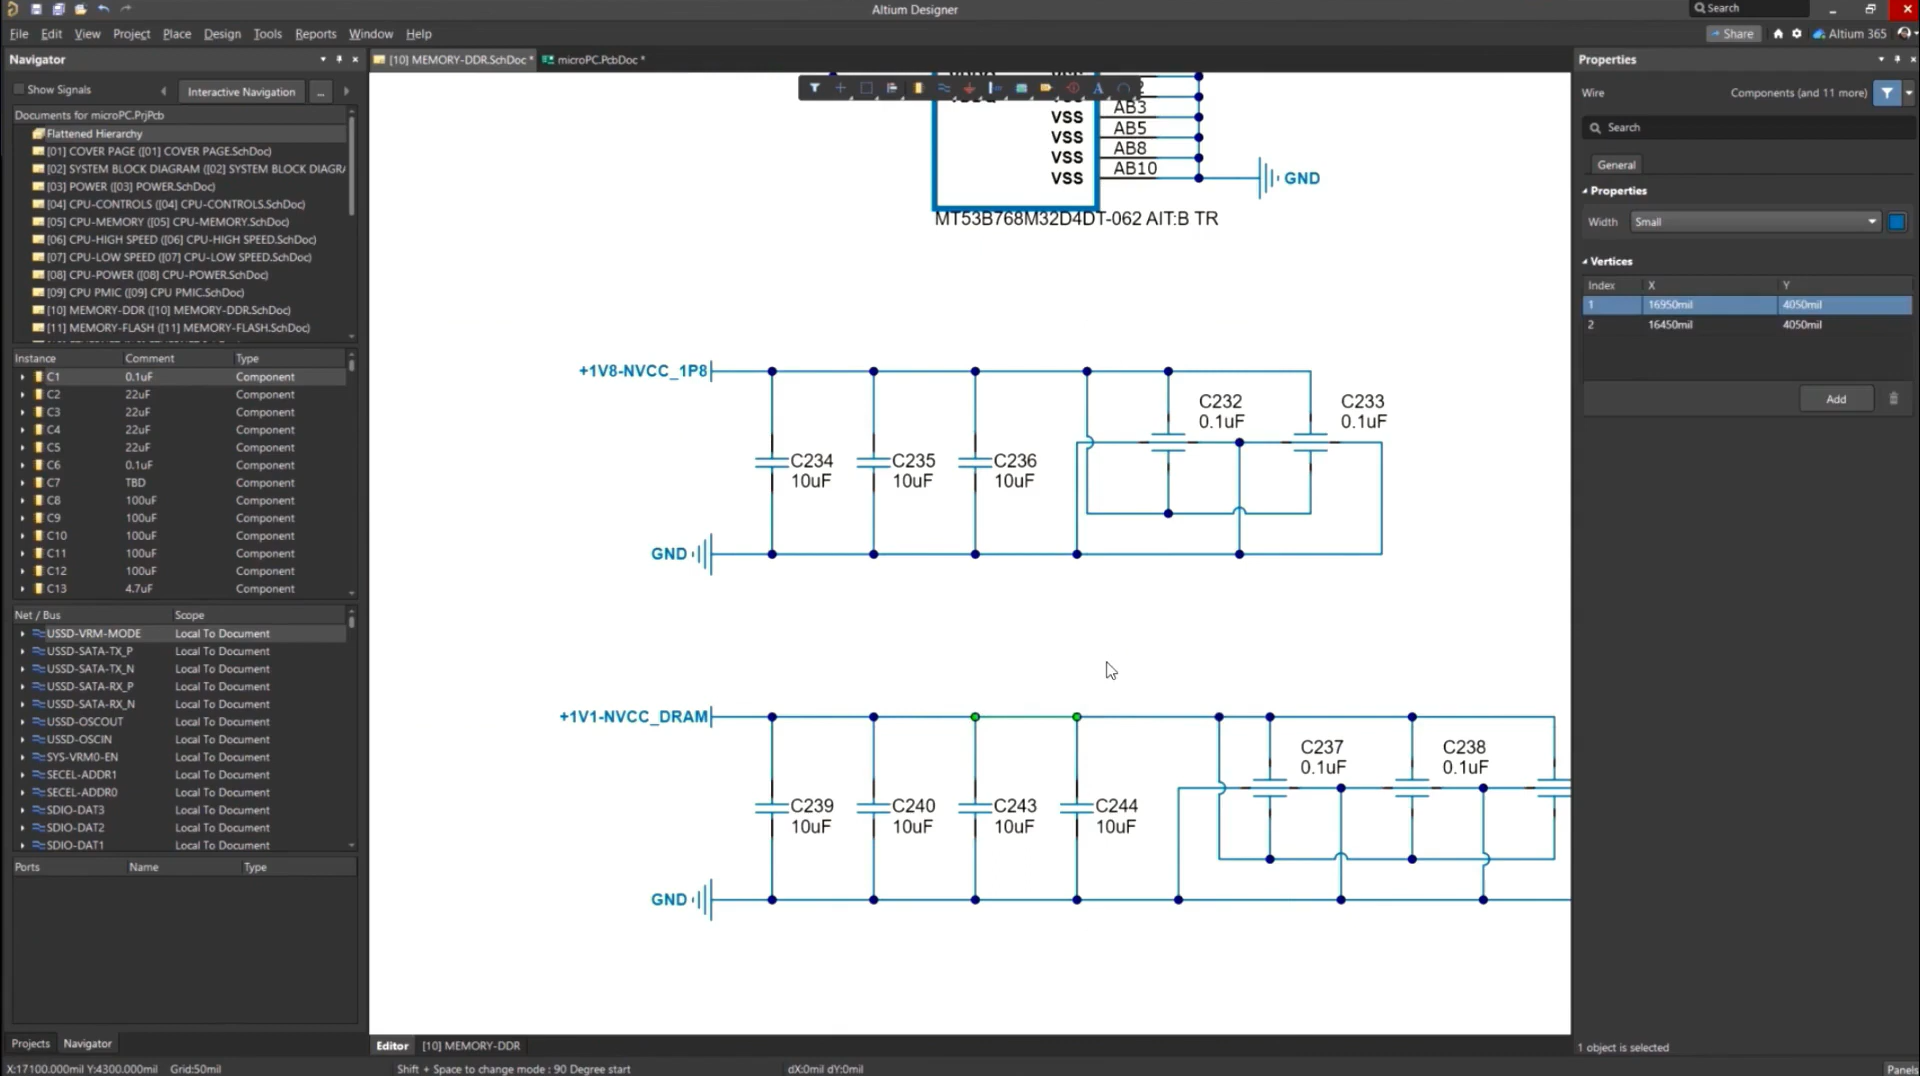 Altium Designer
Search
File Edit View Project Place Design Tools Reports Window Help
Share
Altium 365
Navigator
[10] MEMORY-DDR.SchDoc *
microPC.PcbDoc *
Properties
Show Signals
Interactive Navigation
...
Documents for microPC.PrjPcb
Flattened Hierarchy
[01] COVER PAGE ([01] COVER PAGE.SchDoc)
[02] SYSTEM BLOCK DIAGRAM ([02] SYSTEM BLOCK DIAGRA
[03] POWER ([03] POWER.SchDoc)
[04] CPU-CONTROLS ([04] CPU-CONTROLS.SchDoc)
[05] CPU-MEMORY ([05] CPU-MEMORY.SchDoc)
[06] CPU-HIGH SPEED ([06] CPU-HIGH SPEED.SchDoc)
[07] CPU-LOW SPEED ([07] CPU-LOW SPEED.SchDoc)
[08] CPU-POWER ([08] CPU-POWER.SchDoc)
[09] CPU PMIC ([09] CPU PMIC.SchDoc)
[10] MEMORY-DDR ([10] MEMORY-DDR.SchDoc)
[11] MEMORY-FLASH ([11] MEMORY-FLASH.SchDoc)
Instance Comment Type
C1 0.1uF Component
C2 22uF Component
C3 22uF Component
C4 22uF Component
C5 22uF Component
C6 0.1uF Component
C7 TBD Component
C8 100uF Component
C9 100uF Component
C10 100uF Component
C11 100uF Component
C12 100uF Component
C13 4.7uF Component
Net / Bus Scope
USSD-VRM-MODE Local To Document
USSD-SATA-TX_P Local To Document
USSD-SATA-TX_N Local To Document
USSD-SATA-RX_P Local To Document
USSD-SATA-RX_N Local To Document
USSD-OSCOUT Local To Document
USSD-OSCIN Local To Document
SYS-VRM0-EN Local To Document
SECEL-ADDR1 Local To Document
SECEL-ADDR0 Local To Document
SDIO-DAT3 Local To Document
SDIO-DAT2 Local To Document
SDIO-DAT1 Local To Document
Ports Name Type
Projects Navigator
VSS AB3
VSS AB5
VSS AB8
VSS AB10
GND
MT53B768M32D4DT-062 AIT:B TR
+1V8-NVCC_1P8
C232
0.1uF
C233
0.1uF
C234
10uF
C235
10uF
C236
10uF
GND
+1V1-NVCC_DRAM
C237
0.1uF
C238
0.1uF
C239
10uF
C240
10uF
C243
10uF
C244
10uF
GND
Editor [10] MEMORY-DDR
Wire Components (and 11 more)
Search
General
Properties
Width Small
Vertices
Index X Y
1 16950mil 4050mil
2 16450mil 4050mil
Add
1 object is selected
X:17100.000mil Y:4300.000mil Grid:50mil
Shift + Space to change mode : 90 Degree start
dX:0mil dY:0mil
Panels